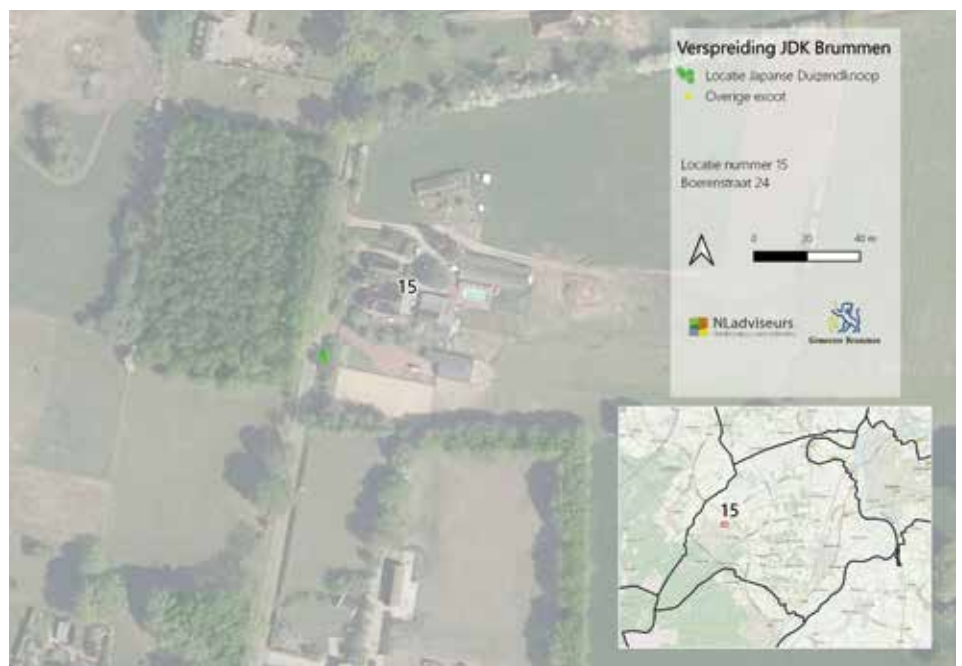 Verspreiding JDK Brummen
Locatie Japanse Duizendknoop
Overige exoot
Locatie nummer 15
Boerenstraat 24
0 20 40 m
NLadviseurs
Gemeente Brummen
15
15